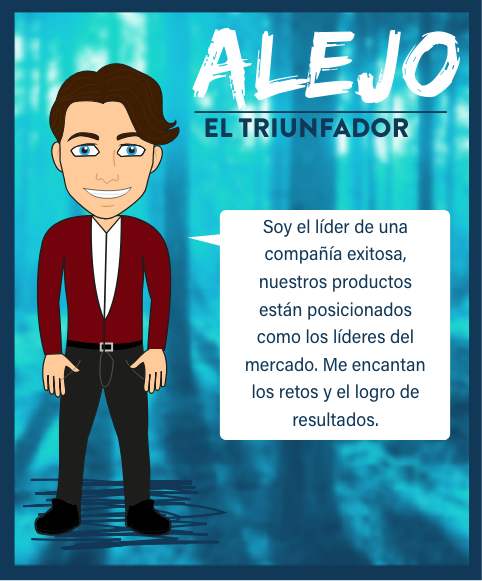 ALEJO
EL TRIUNFADOR
Soy el líder de una
compañía exitosa,
nuestros productos
están posicionados
como los líderes del
mercado. Me encantan
los retos y el logro de
resultados.